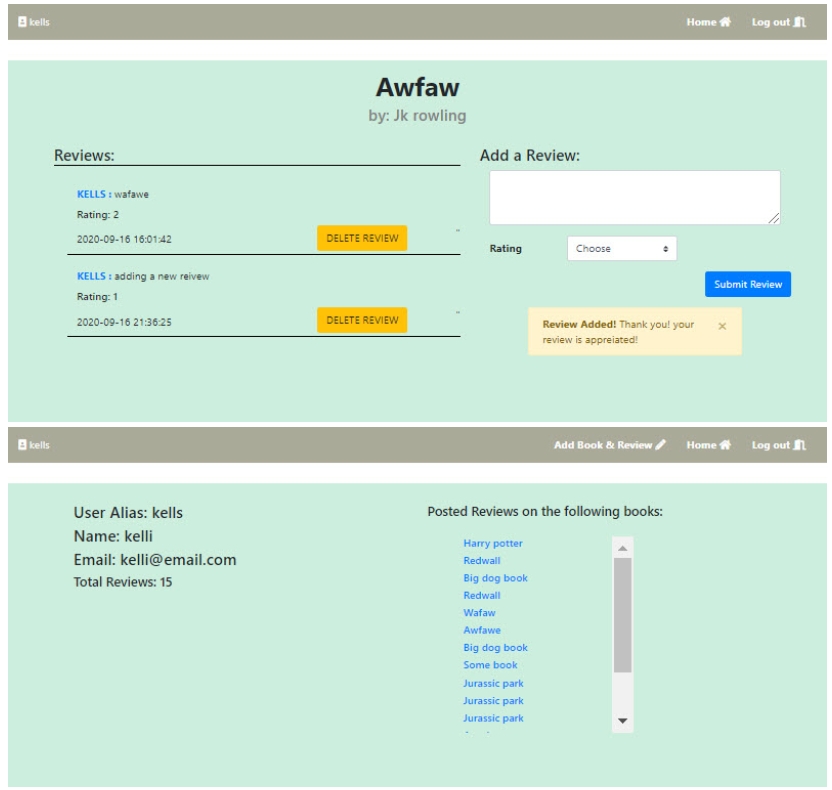 kells
Home
Log out
Awfaw
by: Jk rowling
Reviews:
KELLS : wafawe
Rating: 2
2020-09-16 16:01:42
DELETE REVIEW
KELLS : adding a new reivew
Rating: 1
2020-09-16 21:36:25
DELETE REVIEW
Add a Review:
Rating
Choose
Submit Review
Review Added! Thank you! your
review is appreiated!
×
kells
Add Book & Review
Home
Log out
User Alias: kells
Name: kelli
Email: kelli@email.com
Total Reviews: 15
Posted Reviews on the following books:
Harry potter
Redwall
Big dog book
Redwall
Wafaw
Awfawe
Big dog book
Some book
Jurassic park
Jurassic park
Jurassic park